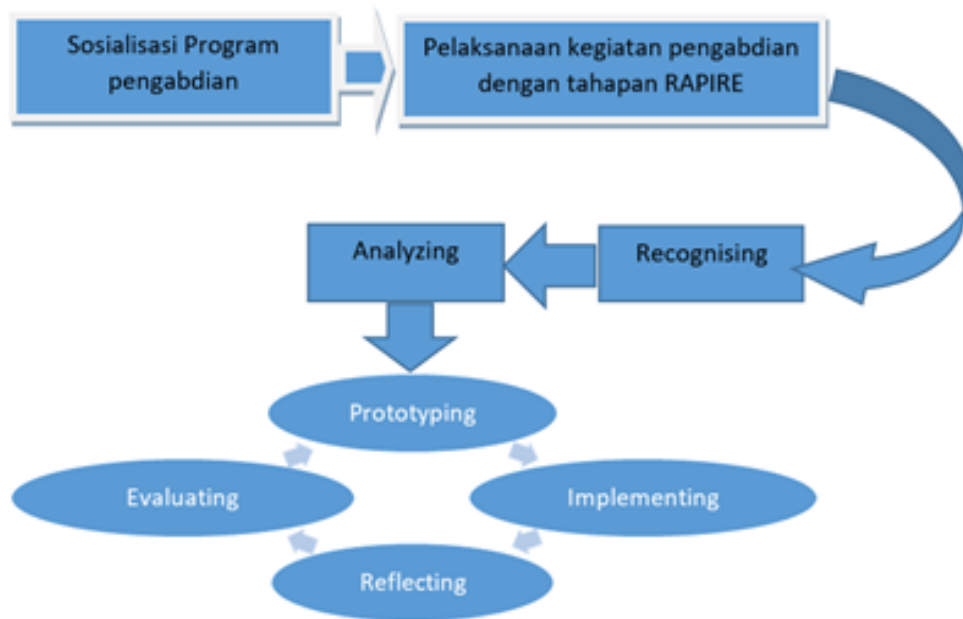 Sosialisasi Program
pengabdian
Pelaksanaan kegiatan pengabdian
dengan tahapan RAPIRE
Recognising
Analyzing
Prototyping
Implementing
Reflecting
Evaluating